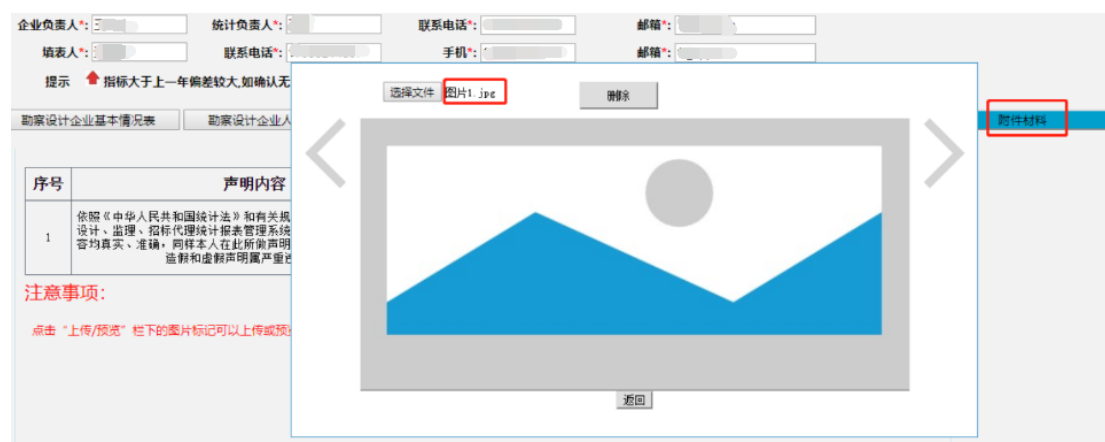 企业负责人*: 统计负责人*: 联系电话*: 邮箱*:
填表人*: 联系电话*: 手机*: 邮箱*:
提示 指标大于上一年偏差较大,如确认无
选择文件 图片1.jpg 删除
勘察设计企业基本情况表 勘察设计企业人 附件材料
序号 声明内容
1 依照《中华人民共和国统计法》和有关规
设计、监理、招标代理统计报表管理系统
容均真实、准确，同样本人在此所做声明
造假和虚假声明属严重
注意事项：
点击“上传/预览”栏下的图片标记可以上传或预
返回